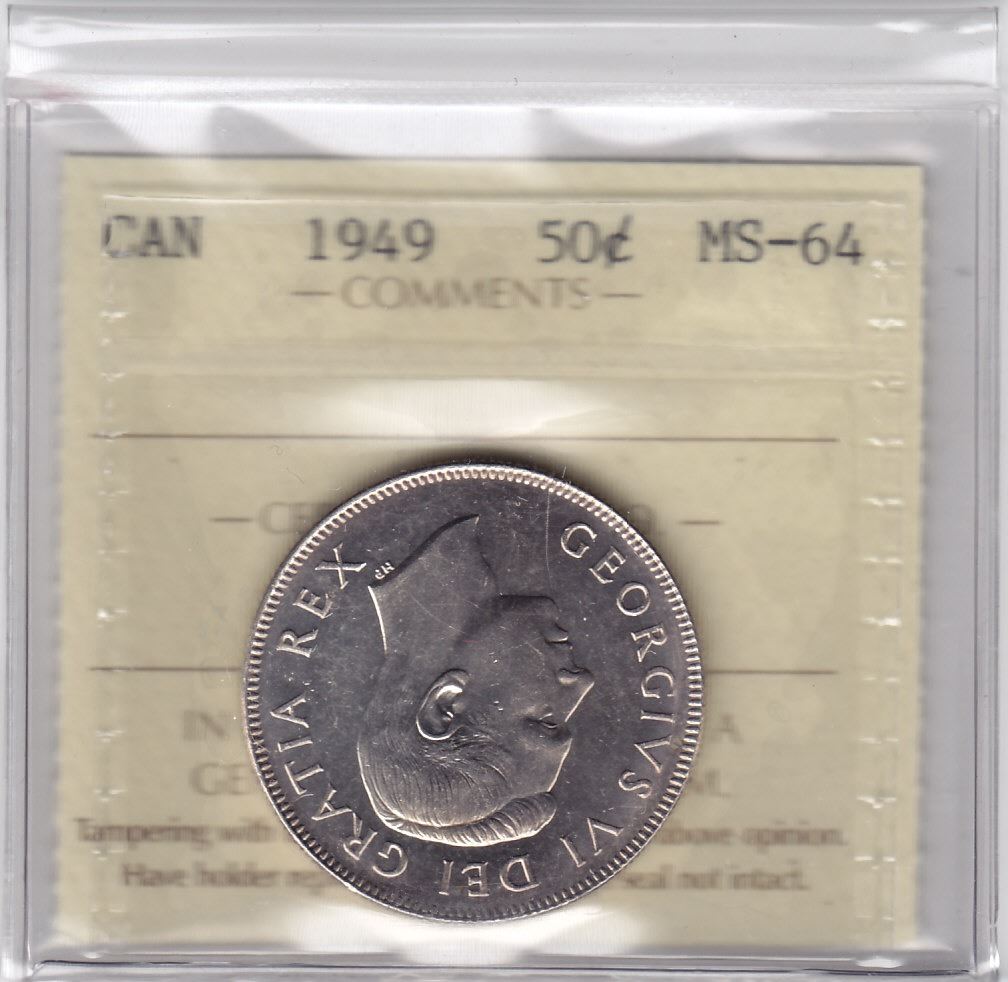 CAN 1949 50¢ MS-64
— COMMENTS —
GEORGIVS VI DEI GRATIA REX
HP
Tampering with above opinion.
Have holder seal not intact.